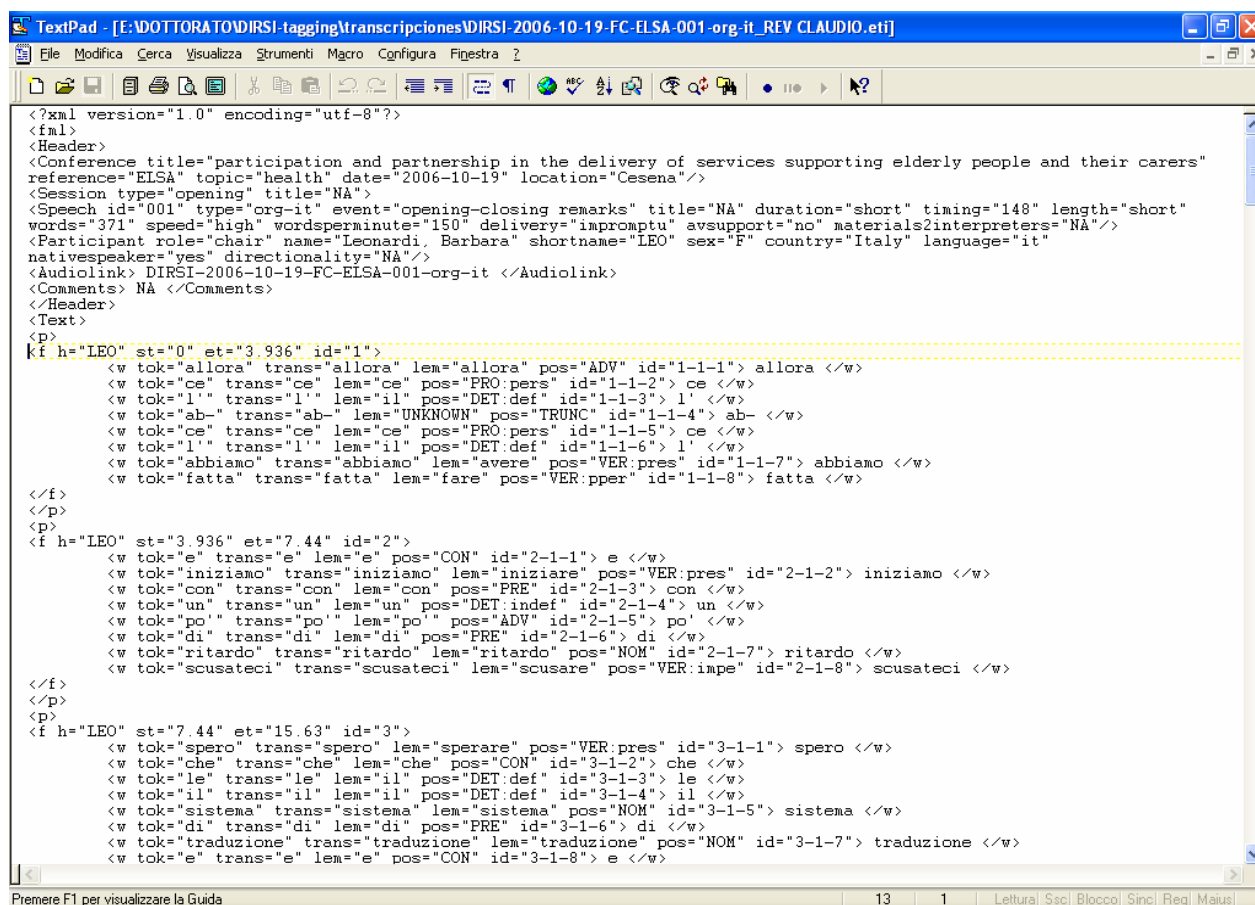 TextPad - [E:\DOTTORATO\DIRSI-tagging\transcripciones\DIRSI-2006-10-19-FC-ELSA-001-org-it_REV CLAUDIO.eti]
File Modifica Cerca Visualizza Strumenti Macro Configura Finestra ?
<?xml version="1.0" encoding="utf-8"?>
<fml>
<Header>
<Conference title="participation and partnership in the delivery of services supporting elderly people and their carers"
reference="ELSA" topic="health" date="2006-10-19" location="Cesena"/>
<Session type="opening" title="NA">
<Speech id="001" type="org-it" event="opening-closing remarks" title="NA" duration="short" timing="148" length="short"
words="371" speed="high" wordsperminute="150" delivery="impromptu" avsupport="no" materials2interpreters="NA"/>
<Participant role="chair" name="Leonardi, Barbara" shortname="LEO" sex="F" country="Italy" language="it"
nativespeaker="yes" directionality="NA"/>
<Audiolink> DIRSI-2006-10-19-FC-ELSA-001-org-it </Audiolink>
<Comments> NA </Comments>
</Header>
<Text>
<p>
<f h="LEO" st="0" et="3.936" id="1">
<w tok="allora" trans="allora" lem="allora" pos="ADV" id="1-1-1"> allora </w>
<w tok="ce" trans="ce" lem="ce" pos="PRO:pers" id="1-1-2"> ce </w>
<w tok="l'" trans="l'" lem="il" pos="DET:def" id="1-1-3"> l' </w>
<w tok="ab-" trans="ab-" lem="UNKNOWN" pos="TRUNC" id="1-1-4"> ab- </w>
<w tok="ce" trans="ce" lem="ce" pos="PRO:pers" id="1-1-5"> ce </w>
<w tok="l'" trans="l'" lem="il" pos="DET:def" id="1-1-6"> l' </w>
<w tok="abbiamo" trans="abbiamo" lem="avere" pos="VER:pres" id="1-1-7"> abbiamo </w>
<w tok="fatta" trans="fatta" lem="fare" pos="VER:pper" id="1-1-8"> fatta </w>
</f>
</p>
<p>
<f h="LEO" st="3.936" et="7.44" id="2">
<w tok="e" trans="e" lem="e" pos="CON" id="2-1-1"> e </w>
<w tok="iniziamo" trans="iniziamo" lem="iniziare" pos="VER:pres" id="2-1-2"> iniziamo </w>
<w tok="con" trans="con" lem="con" pos="PRE" id="2-1-3"> con </w>
<w tok="un" trans="un" lem="un" pos="DET:indef" id="2-1-4"> un </w>
<w tok="po'" trans="po'" lem="po'" pos="ADV" id="2-1-5"> po' </w>
<w tok="di" trans="di" lem="di" pos="PRE" id="2-1-6"> di </w>
<w tok="ritardo" trans="ritardo" lem="ritardo" pos="NOM" id="2-1-7"> ritardo </w>
<w tok="scusateci" trans="scusateci" lem="scusare" pos="VER:impe" id="2-1-8"> scusateci </w>
</f>
</p>
<p>
<f h="LEO" st="7.44" et="15.63" id="3">
<w tok="spero" trans="spero" lem="sperare" pos="VER:pres" id="3-1-1"> spero </w>
<w tok="che" trans="che" lem="che" pos="CON" id="3-1-2"> che </w>
<w tok="le" trans="le" lem="il" pos="DET:def" id="3-1-3"> le </w>
<w tok="il" trans="il" lem="il" pos="DET:def" id="3-1-4"> il </w>
<w tok="sistema" trans="sistema" lem="sistema" pos="NOM" id="3-1-5"> sistema </w>
<w tok="di" trans="di" lem="di" pos="PRE" id="3-1-6"> di </w>
<w tok="traduzione" trans="traduzione" lem="traduzione" pos="NOM" id="3-1-7"> traduzione </w>
<w tok="e" trans="e" lem="e" pos="CON" id="3-1-8"> e </w>
Premere F1 per visualizzare la Guida 13 1 Lettura Ssc Blocco Sinc Reg Maius